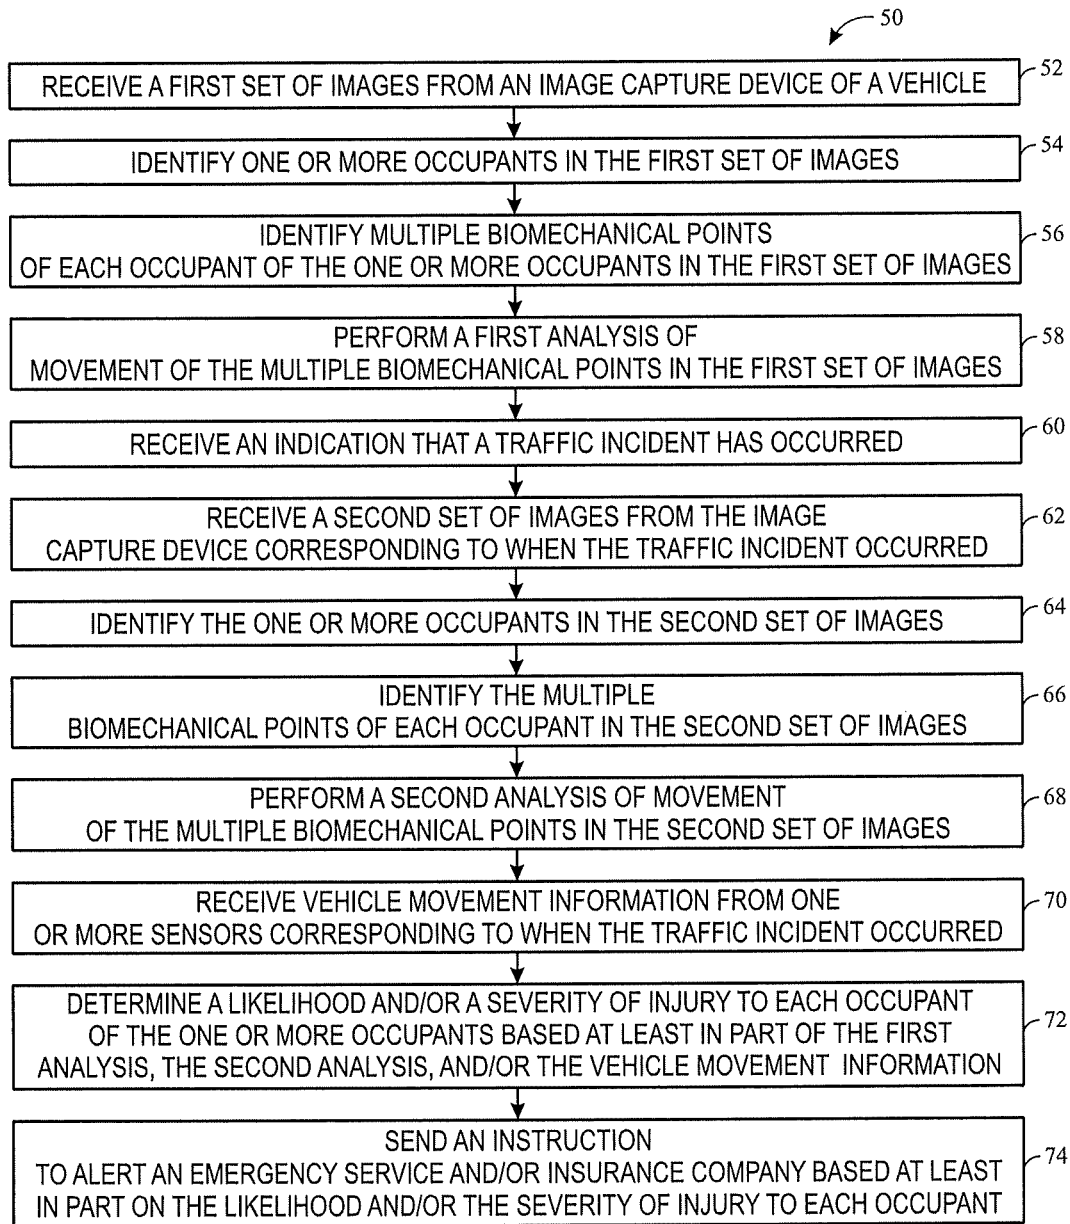 50
RECEIVE A FIRST SET OF IMAGES FROM AN IMAGE CAPTURE DEVICE OF A VEHICLE
52
IDENTIFY ONE OR MORE OCCUPANTS IN THE FIRST SET OF IMAGES
54
IDENTIFY MULTIPLE BIOMECHANICAL POINTS
OF EACH OCCUPANT OF THE ONE OR MORE OCCUPANTS IN THE FIRST SET OF IMAGES
56
PERFORM A FIRST ANALYSIS OF
MOVEMENT OF THE MULTIPLE BIOMECHANICAL POINTS IN THE FIRST SET OF IMAGES
58
RECEIVE AN INDICATION THAT A TRAFFIC INCIDENT HAS OCCURRED
60
RECEIVE A SECOND SET OF IMAGES FROM THE IMAGE
CAPTURE DEVICE CORRESPONDING TO WHEN THE TRAFFIC INCIDENT OCCURRED
62
IDENTIFY THE ONE OR MORE OCCUPANTS IN THE SECOND SET OF IMAGES
64
IDENTIFY THE MULTIPLE
BIOMECHANICAL POINTS OF EACH OCCUPANT IN THE SECOND SET OF IMAGES
66
PERFORM A SECOND ANALYSIS OF MOVEMENT
OF THE MULTIPLE BIOMECHANICAL POINTS IN THE SECOND SET OF IMAGES
68
RECEIVE VEHICLE MOVEMENT INFORMATION FROM ONE
OR MORE SENSORS CORRESPONDING TO WHEN THE TRAFFIC INCIDENT OCCURRED
70
DETERMINE A LIKELIHOOD AND/OR A SEVERITY OF INJURY TO EACH OCCUPANT
OF THE ONE OR MORE OCCUPANTS BASED AT LEAST IN PART OF THE FIRST
ANALYSIS, THE SECOND ANALYSIS, AND/OR THE VEHICLE MOVEMENT INFORMATION
72
SEND AN INSTRUCTION
TO ALERT AN EMERGENCY SERVICE AND/OR INSURANCE COMPANY BASED AT LEAST
IN PART ON THE LIKELIHOOD AND/OR THE SEVERITY OF INJURY TO EACH OCCUPANT
74